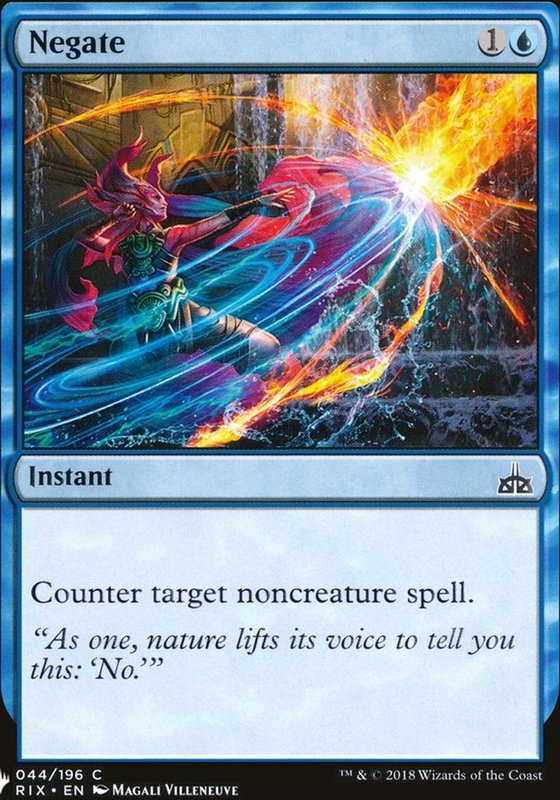 Negate 1
Instant
Counter target noncreature spell.
“As one, nature lifts its voice to tell you
this: ‘No.’”
044/196 C
RIX • EN Magali Villeneuve
™ & © 2018 Wizards of the Coast